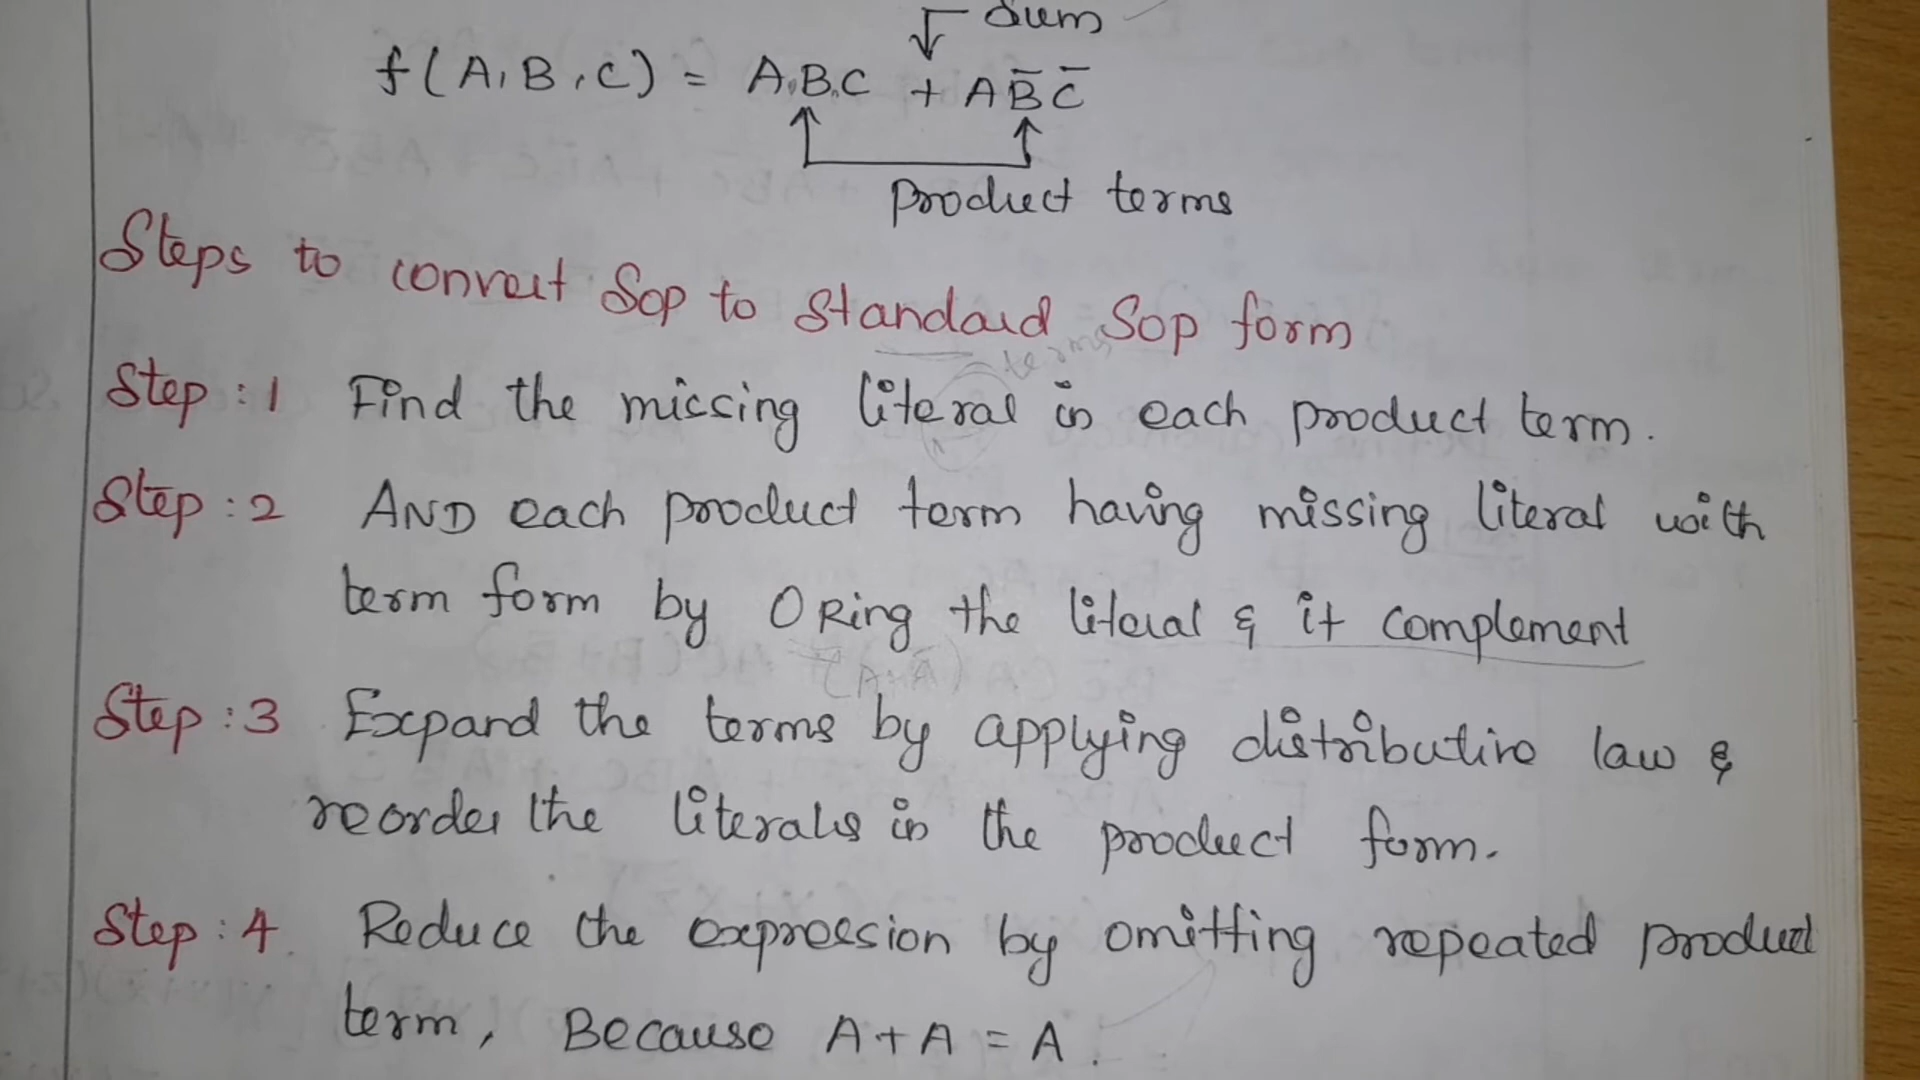 Sum
f(A,B,C) = A.B.C + AB̅C̅
Product terms
Steps to convert Sop to Standard Sop form
terms
Step:1 Find the missing literal in each product term.
Step:2 AND each product term having missing literal with
term form by ORing the literal & it complement
(A+A̅)
Step:3 Expand the terms by applying distributive law &
reorder the literals in the product form.
Step:4 Reduce the expression by omitting repeated product
term, Because A+A = A.